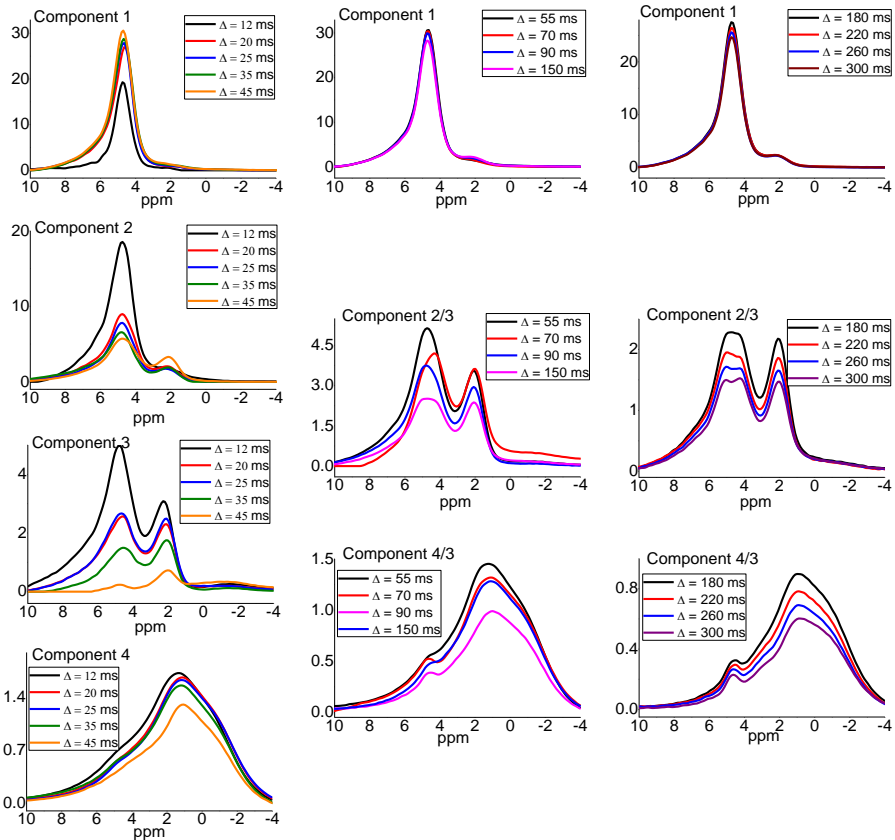 Component 1
Δ = 12 ms
Δ = 20 ms
Δ = 25 ms
Δ = 35 ms
Δ = 45 ms
30
20
10
0
10 8 6 4 2 0 -2 -4
ppm
Component 1
Δ = 55 ms
Δ = 70 ms
Δ = 90 ms
Δ = 150 ms
30
20
10
0
10 8 6 4 2 0 -2 -4
ppm
Component 1
Δ = 180 ms
Δ = 220 ms
Δ = 260 ms
Δ = 300 ms
20
10
0
10 8 6 4 2 0 -2 -4
ppm
Component 2
Δ = 12 ms
Δ = 20 ms
Δ = 25 ms
Δ = 35 ms
Δ = 45 ms
20
10
0
10 8 6 4 2 0 -2 -4
ppm
Component 2/3
Δ = 55 ms
Δ = 70 ms
Δ = 90 ms
Δ = 150 ms
4.5
3.0
1.5
0.0
10 8 6 4 2 0 -2 -4
ppm
Component 2/3
Δ = 180 ms
Δ = 220 ms
Δ = 260 ms
Δ = 300 ms
2
1
0
10 8 6 4 2 0 -2 -4
ppm
Component 3
Δ = 12 ms
Δ = 20 ms
Δ = 25 ms
Δ = 35 ms
Δ = 45 ms
4
2
0
10 8 6 4 2 0 -2 -4
ppm
Component 4/3
Δ = 55 ms
Δ = 70 ms
Δ = 90 ms
Δ = 150 ms
1.5
1.0
0.5
0.0
10 8 6 4 2 0 -2 -4
ppm
Component 4/3
Δ = 180 ms
Δ = 220 ms
Δ = 260 ms
Δ = 300 ms
0.8
0.4
0.0
10 8 6 4 2 0 -2 -4
ppm
Component 4
Δ = 12 ms
Δ = 20 ms
Δ = 25 ms
Δ = 35 ms
Δ = 45 ms
1.4
0.7
0.0
10 8 6 4 2 0 -2 -4
ppm